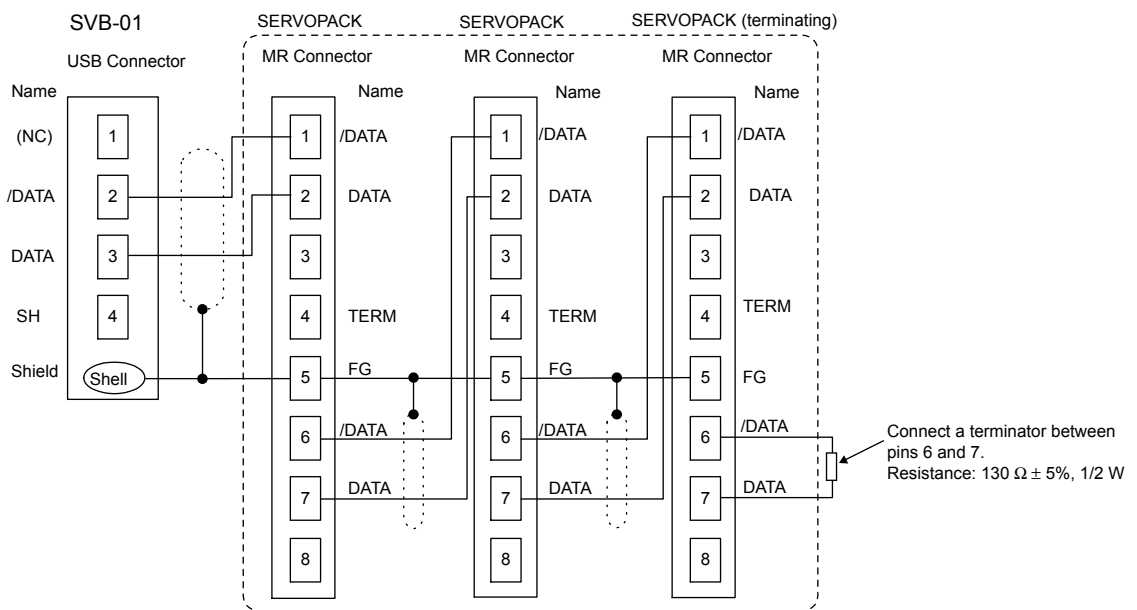 SVB-01
SERVOPACK
SERVOPACK
SERVOPACK (terminating)
USB Connector
MR Connector
MR Connector
MR Connector
Name
Name
Name
Name
(NC)
1
1
/DATA
1
/DATA
1
/DATA
/DATA
2
2
DATA
2
DATA
2
DATA
DATA
3
3
3
3
SH
4
4
TERM
4
TERM
4
TERM
Shield
Shell
5
FG
5
FG
5
FG
6
/DATA
6
/DATA
6
/DATA
7
DATA
7
DATA
7
DATA
8
8
8
Connect a terminator between
pins 6 and 7.
Resistance: 130 Ω ± 5%, 1/2 W